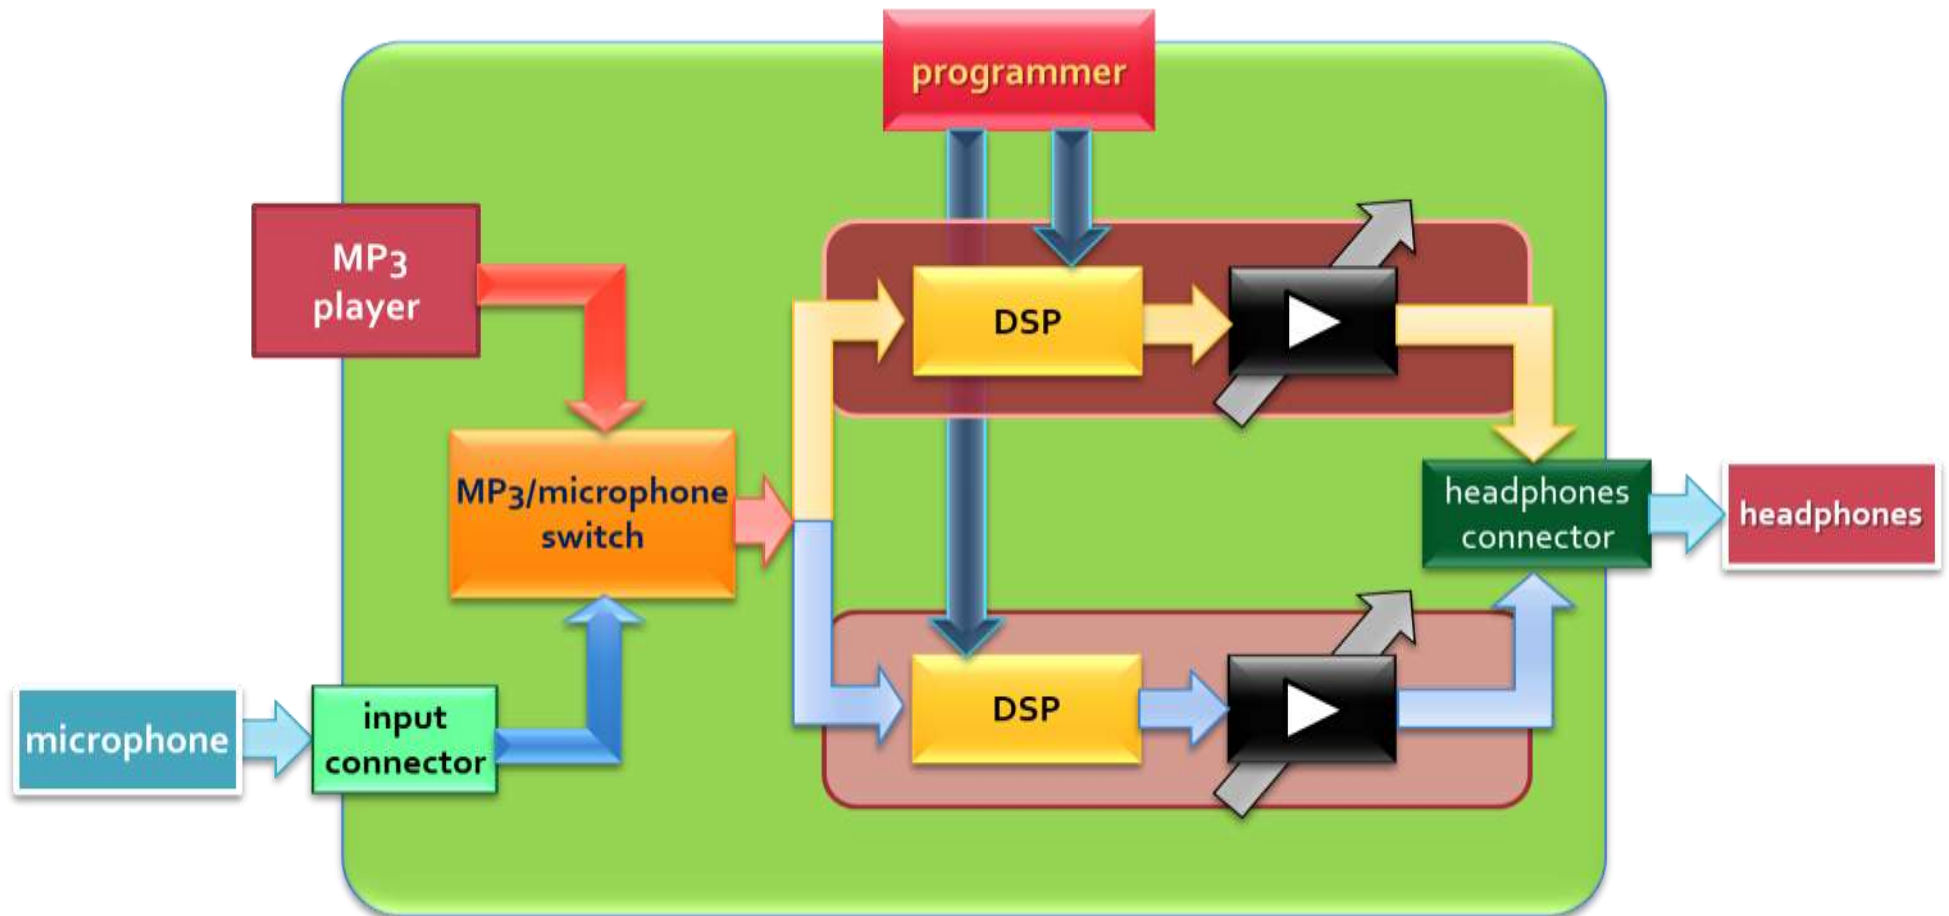 programmer
MP3
player
DSP
MP3/microphone
switch
headphones
connector
headphones
microphone
input
connector
DSP